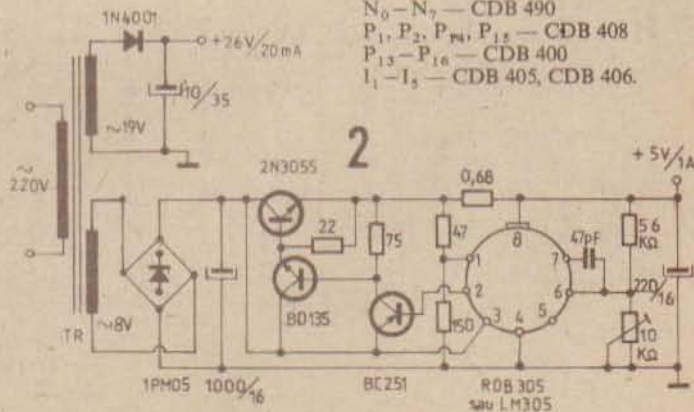 N₀–N₇ — CDB 490
P₁, P₂, P₁₄, P₁₅ — CDB 408
P₁₃–P₁₆ — CDB 400
I₁–I₅ — CDB 405, CDB 406.
1N4001
+26V/20mA
10/35
~19V
2
2N3055
+5V/1A
~
220V
0,68
22
75
47
8
47pF
56
KΩ
1
7
2
6
220/16
BD135
150
3
4
5
10
KΩ
~8V
TR
1PM05
1000/16
BC251
ROB 305
sau LM305